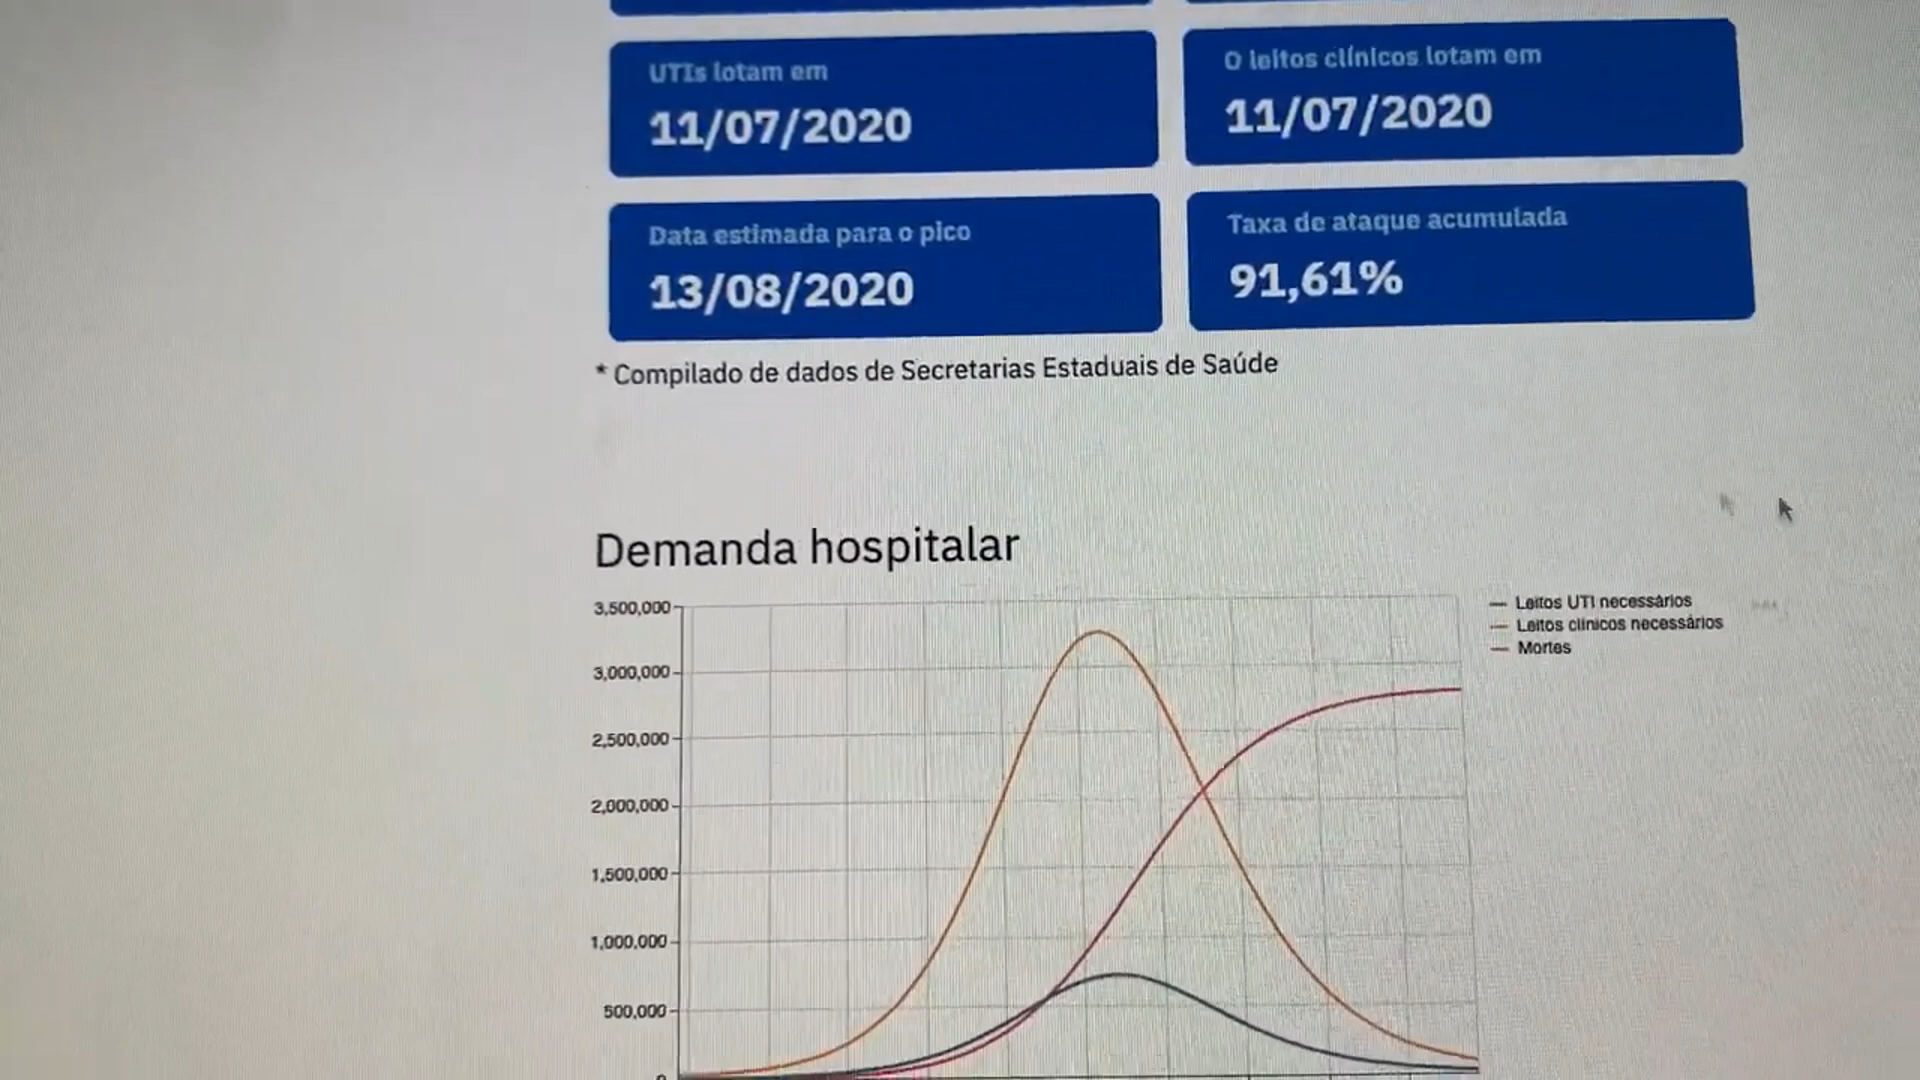 UTIs lotam em
11/07/2020
O leitos clínicos lotam em
11/07/2020
Data estimada para o pico
13/08/2020
Taxa de ataque acumulada
91,61%
* Compilado de dados de Secretarias Estaduais de Saúde
Demanda hospitalar
3,500,000
3,000,000
2,500,000
2,000,000
1,500,000
1,000,000
500,000
0
Leitos UTI necessários
Leitos clínicos necessários
Mortes